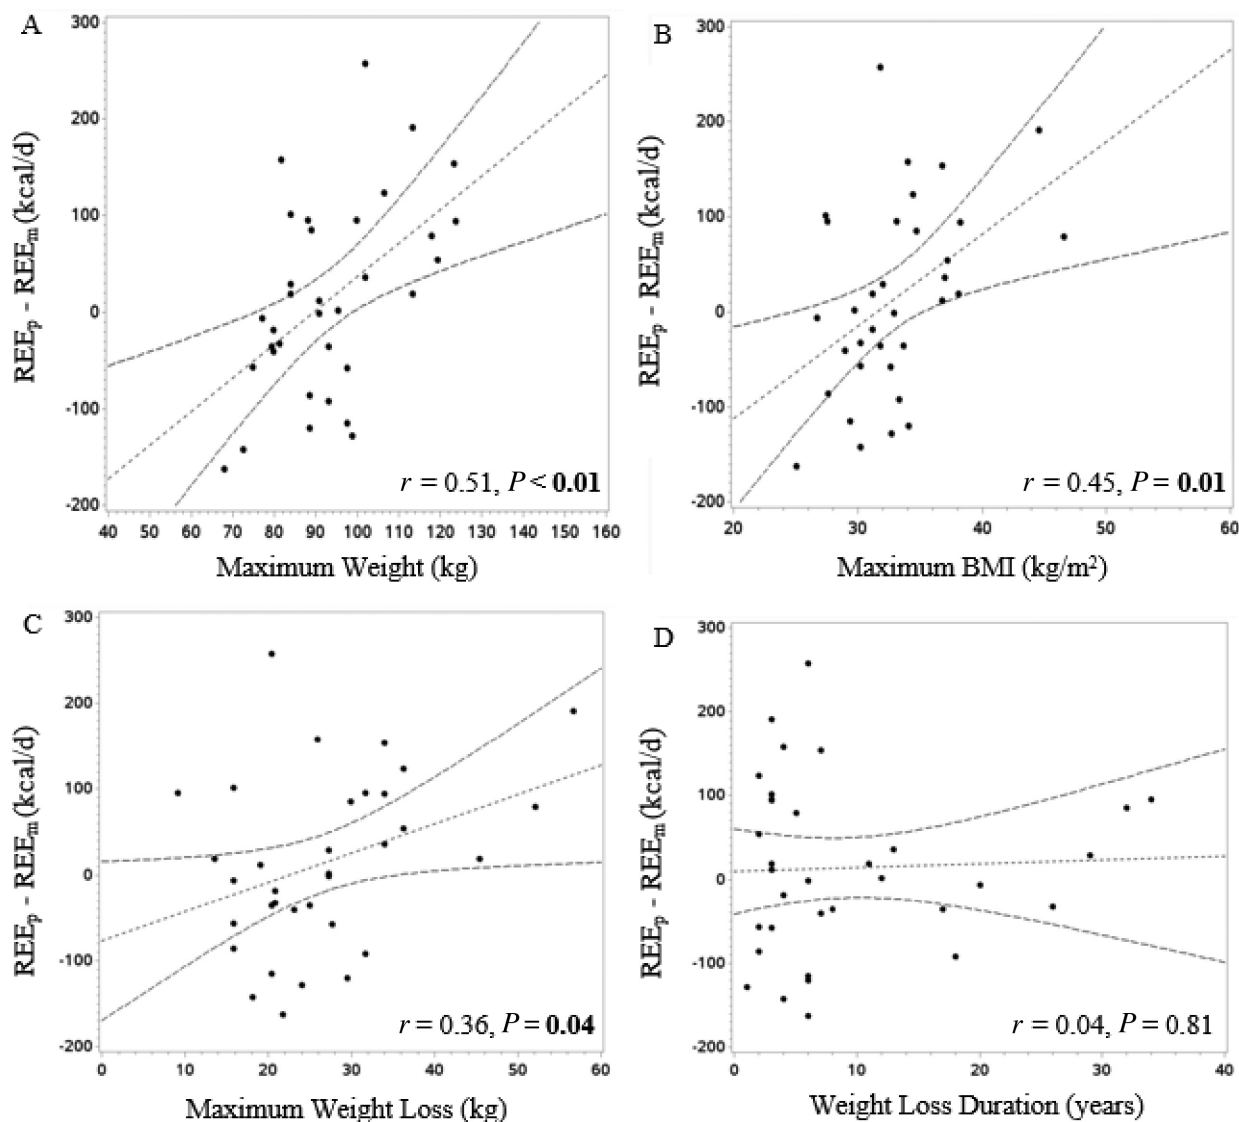 A
REEₚ - REEₘ (kcal/d)
300
200
100
0
-100
-200
40 50 60 70 80 90 100 110 120 130 140 150 160
Maximum Weight (kg)
r = 0.51, P < 0.01
B
REEₚ - REEₘ (kcal/d)
300
200
100
0
-100
-200
20 30 40 50 60
Maximum BMI (kg/m²)
r = 0.45, P = 0.01
C
REEₚ - REEₘ (kcal/d)
300
200
100
0
-100
-200
0 10 20 30 40 50 60
Maximum Weight Loss (kg)
r = 0.36, P = 0.04
D
REEₚ - REEₘ (kcal/d)
300
200
100
0
-100
-200
0 10 20 30 40
Weight Loss Duration (years)
r = 0.04, P = 0.81